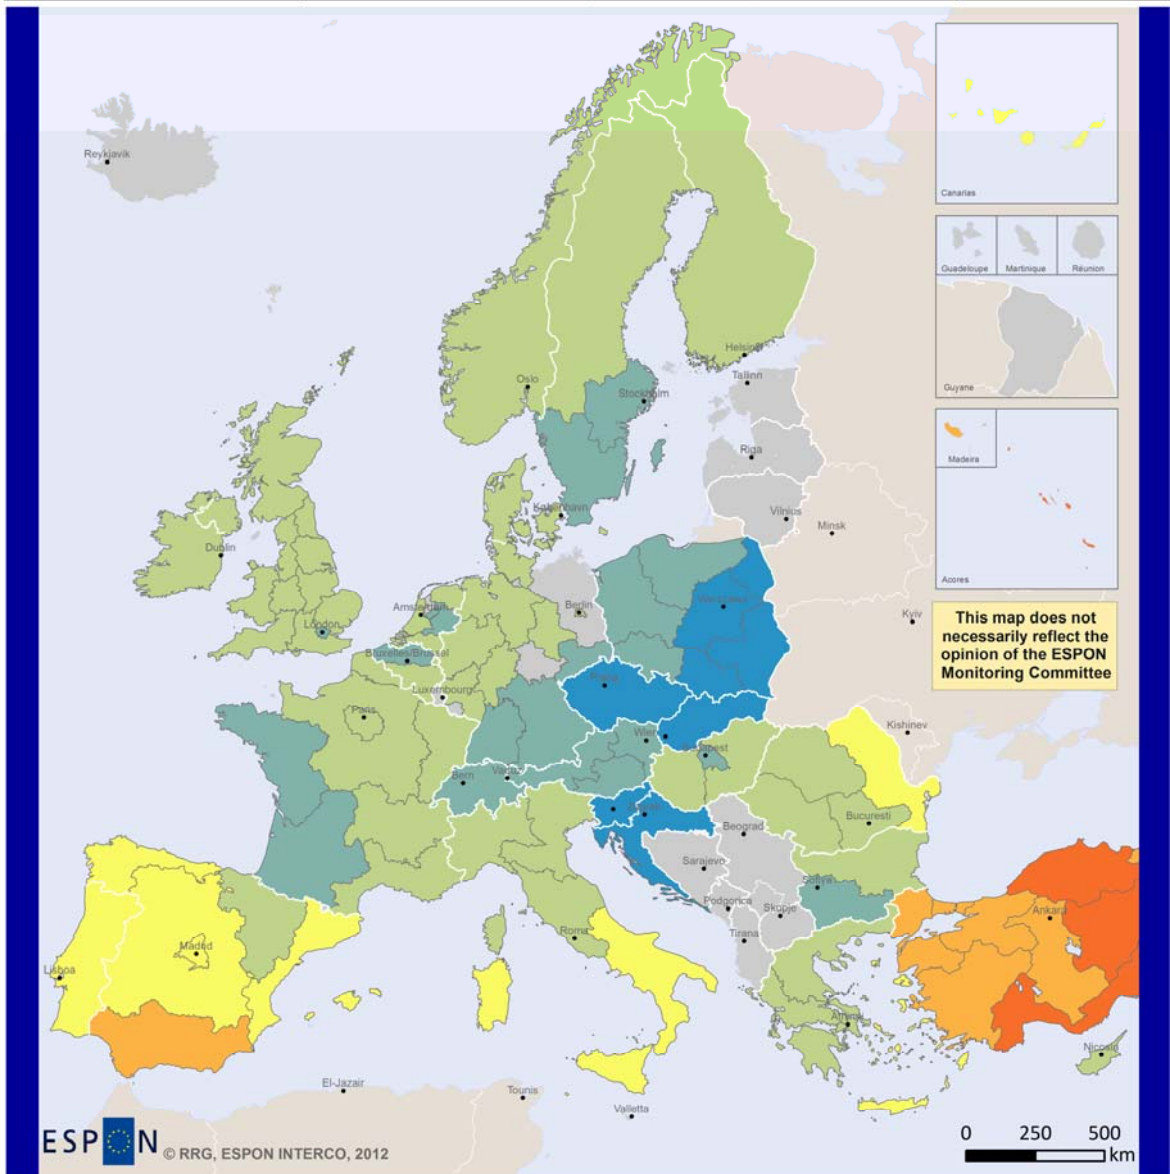 Reykjavik
Canarias
Guadeloupe
Martinique
Réunion
Guyane
Helsinki
Tallinn
Oslo
Stockholm
Riga
Madeira
København
Vilnius
Minsk
Dublin
Acores
Amsterdam
Berlin
Warszawa
Kyiv
London
This map does not
necessarily reflect the
opinion of the ESPON
Monitoring Committee
Bruxelles/Brussel
Praha
Luxembourg
Paris
Kishinev
Wien
Budapest
Bern
Vaduz
Zagreb
Bucuresti
Beograd
Sarajevo
Sofiya
Podgorica
Skopje
Ankara
Roma
Tirana
Madrid
Lisboa
Athinai
Nicosia
El-Jazair
Tounis
Valletta
ESPON © RRG, ESPON INTERCO, 2012
0 250 500
km